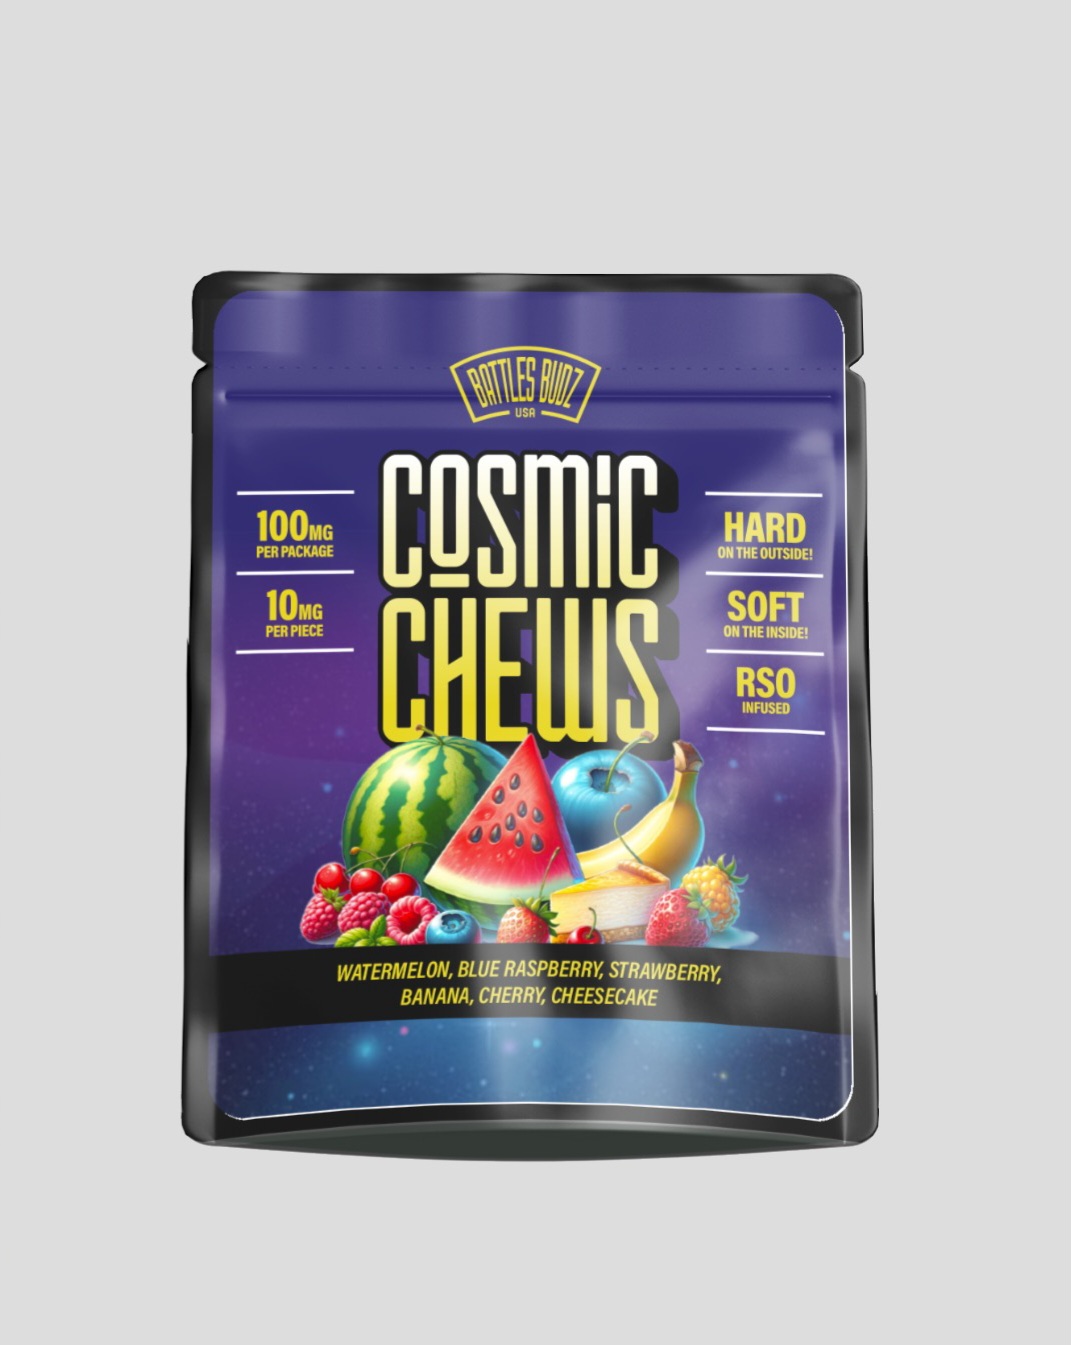 BATTLES BUDZ
USA
COSMIC
CHEWS
100MG
PER PACKAGE
10MG
PER PIECE
HARD
ON THE OUTSIDE!
SOFT
ON THE INSIDE!
RSO
INFUSED
WATERMELON, BLUE RASPBERRY, STRAWBERRY,
BANANA, CHERRY, CHEESECAKE